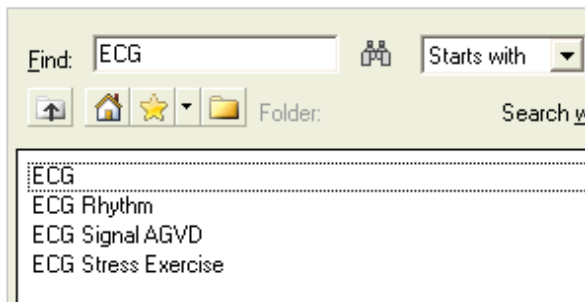 Find: ECG Starts with
Folder: Search w
ECG
ECG Rhythm
ECG Signal AGVD
ECG Stress Exercise